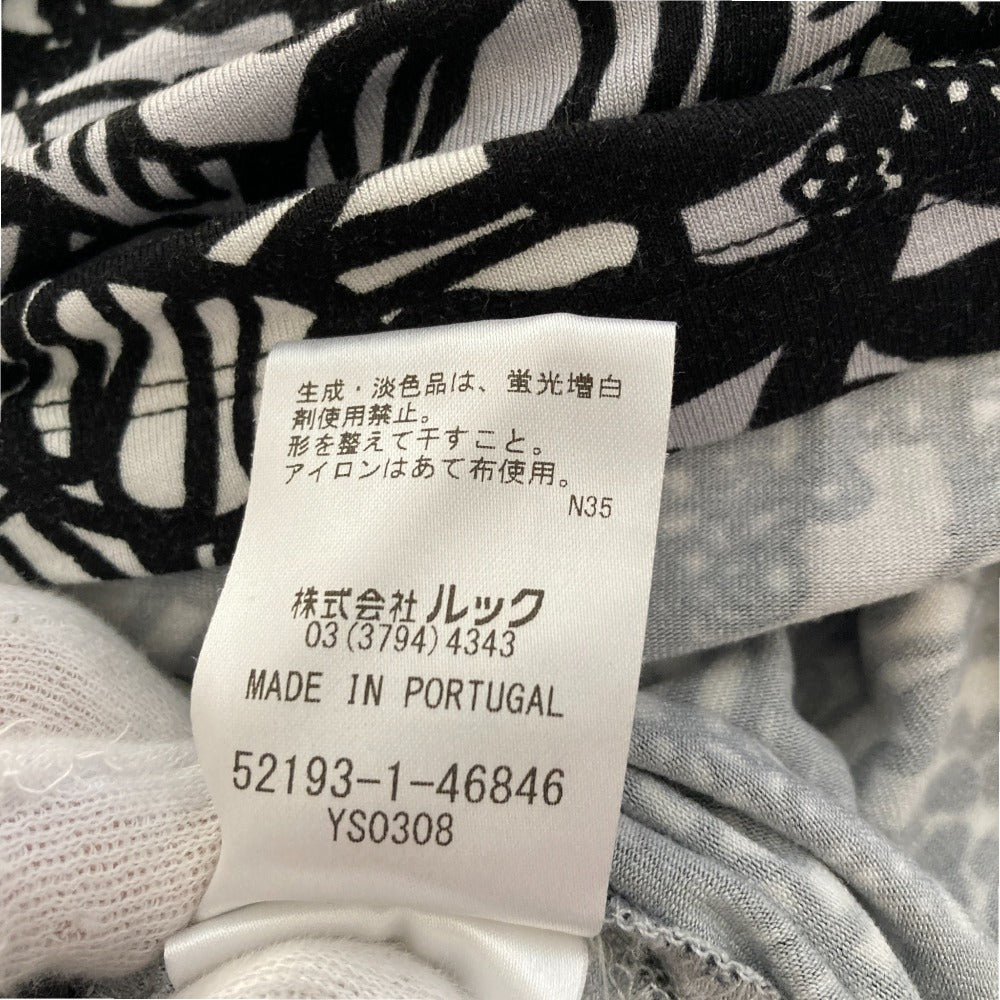 生成・淡色品は、蛍光増白
剤使用禁止。
形を整えて干すこと。
アイロンはあて布使用。
N35
株式会社ルック
03(3794)4343
MADE IN PORTUGAL
52193-1-46846
YS0308